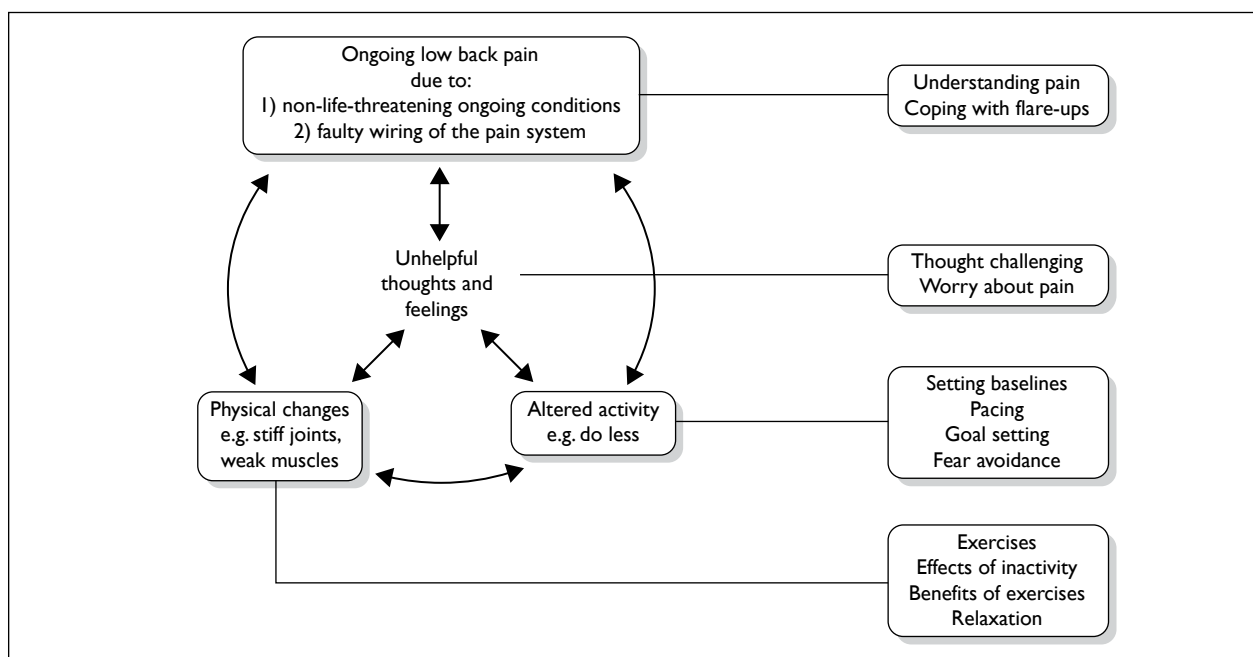 Ongoing low back pain
due to:
1) non-life-threatening ongoing conditions
2) faulty wiring of the pain system
Understanding pain
Coping with flare-ups
Unhelpful
thoughts and
feelings
Thought challenging
Worry about pain
Physical changes
e.g. stiff joints,
weak muscles
Altered activity
e.g. do less
Setting baselines
Pacing
Goal setting
Fear avoidance
Exercises
Effects of inactivity
Benefits of exercises
Relaxation